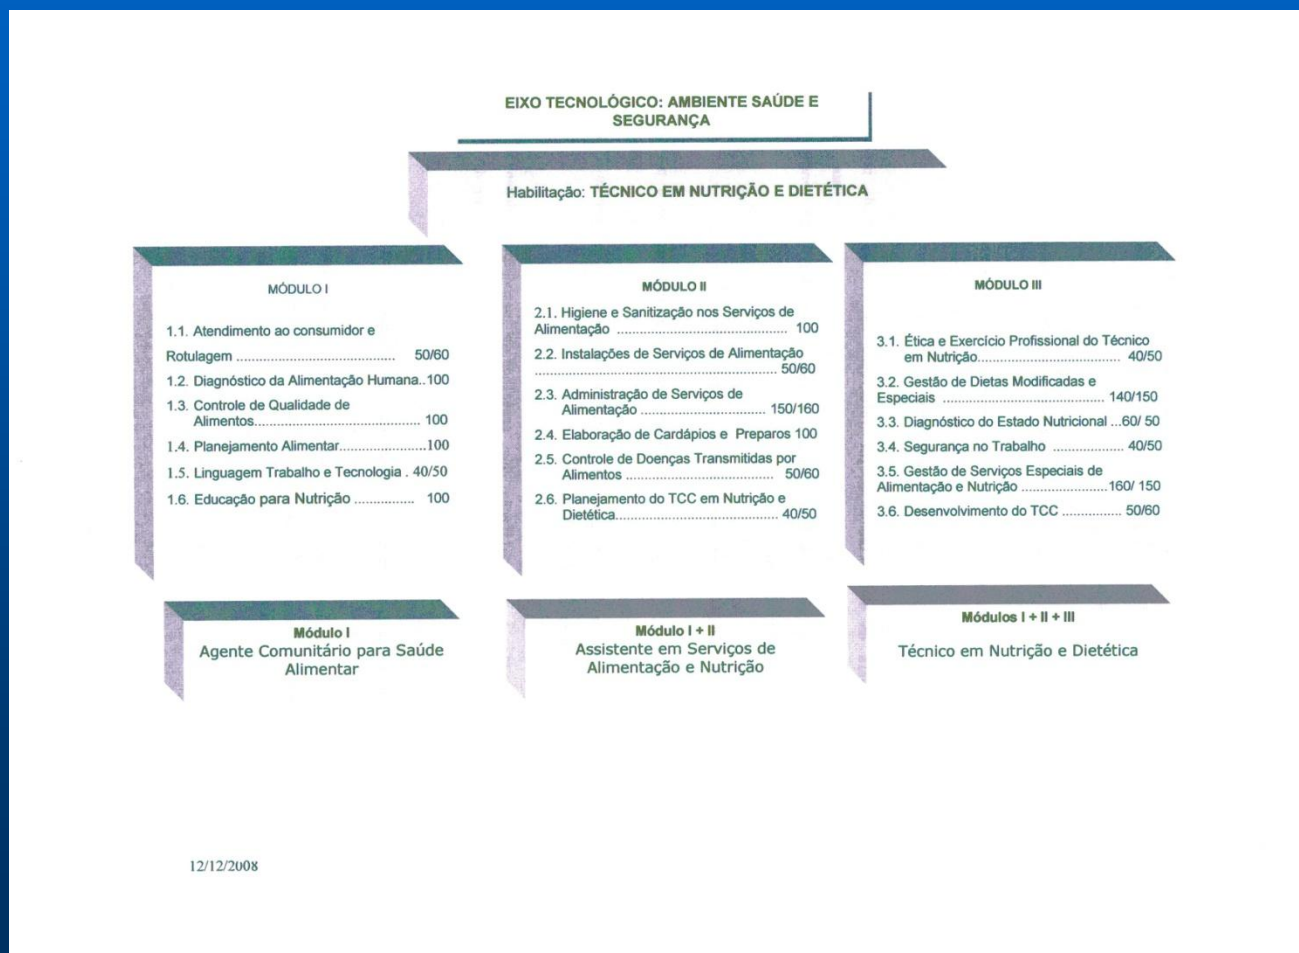 EIXO TECNOLÓGICO: AMBIENTE SAÚDE E
SEGURANÇA
Habilitação: TÉCNICO EM NUTRIÇÃO E DIETÉTICA
MÓDULO I
1.1. Atendimento ao consumidor e
Rotulagem ................................ 50/60
1.2. Diagnóstico da Alimentação Humana..100
1.3. Controle de Qualidade de
Alimentos.................................. 100
1.4. Planejamento Alimentar.....................100
1.5. Linguagem Trabalho e Tecnologia . 40/50
1.6. Educação para Nutrição ............... 100
MÓDULO II
2.1. Higiene e Sanitização nos Serviços de
Alimentação ........................................... 100
2.2. Instalações de Serviços de Alimentação
............................................................. 50/60
2.3. Administração de Serviços de
Alimentação ............................... 150/160
2.4. Elaboração de Cardápios e Preparos 100
2.5. Controle de Doenças Transmitidas por
Alimentos .................................... 50/60
2.6. Planejamento do TCC em Nutrição e
Dietética......................................... 40/50
MÓDULO III
3.1. Ética e Exercício Profissional do Técnico
em Nutrição.................................... 40/50
3.2. Gestão de Dietas Modificadas e
Especiais ......................................... 140/150
3.3. Diagnóstico do Estado Nutricional ...60/ 50
3.4. Segurança no Trabalho .................. 40/50
3.5. Gestão de Serviços Especiais de
Alimentação e Nutrição ......................160/ 150
3.6. Desenvolvimento do TCC ............... 50/60
Módulo I
Agente Comunitário para Saúde
Alimentar
Módulo I + II
Assistente em Serviços de
Alimentação e Nutrição
Módulos I + II + III
Técnico em Nutrição e Dietética
12/12/2008